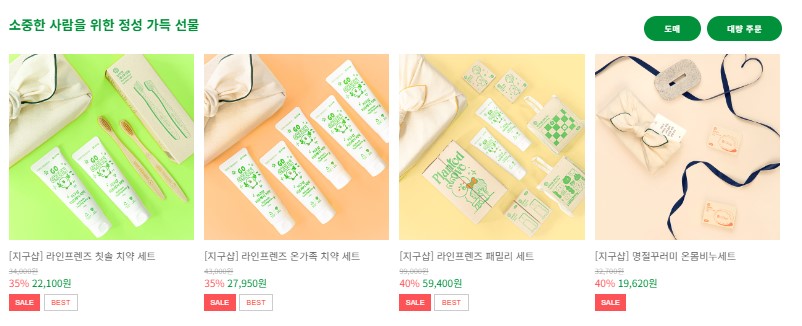 소중한 사람을 위한 정성 가득 선물
도매
대량 주문
[지구샵] 라인프렌즈 칫솔 치약 세트
34,000원
35% 22,100원
SALE
BEST
[지구샵] 라인프렌즈 온가족 치약 세트
43,000원
35% 27,950원
SALE
BEST
Planted
[지구샵] 라인프렌즈 패밀리 세트
99,000원
40% 59,400원
SALE
BEST
[지구샵] 명절꾸러미 온몸비누세트
32,700원
40% 19,620원
SALE